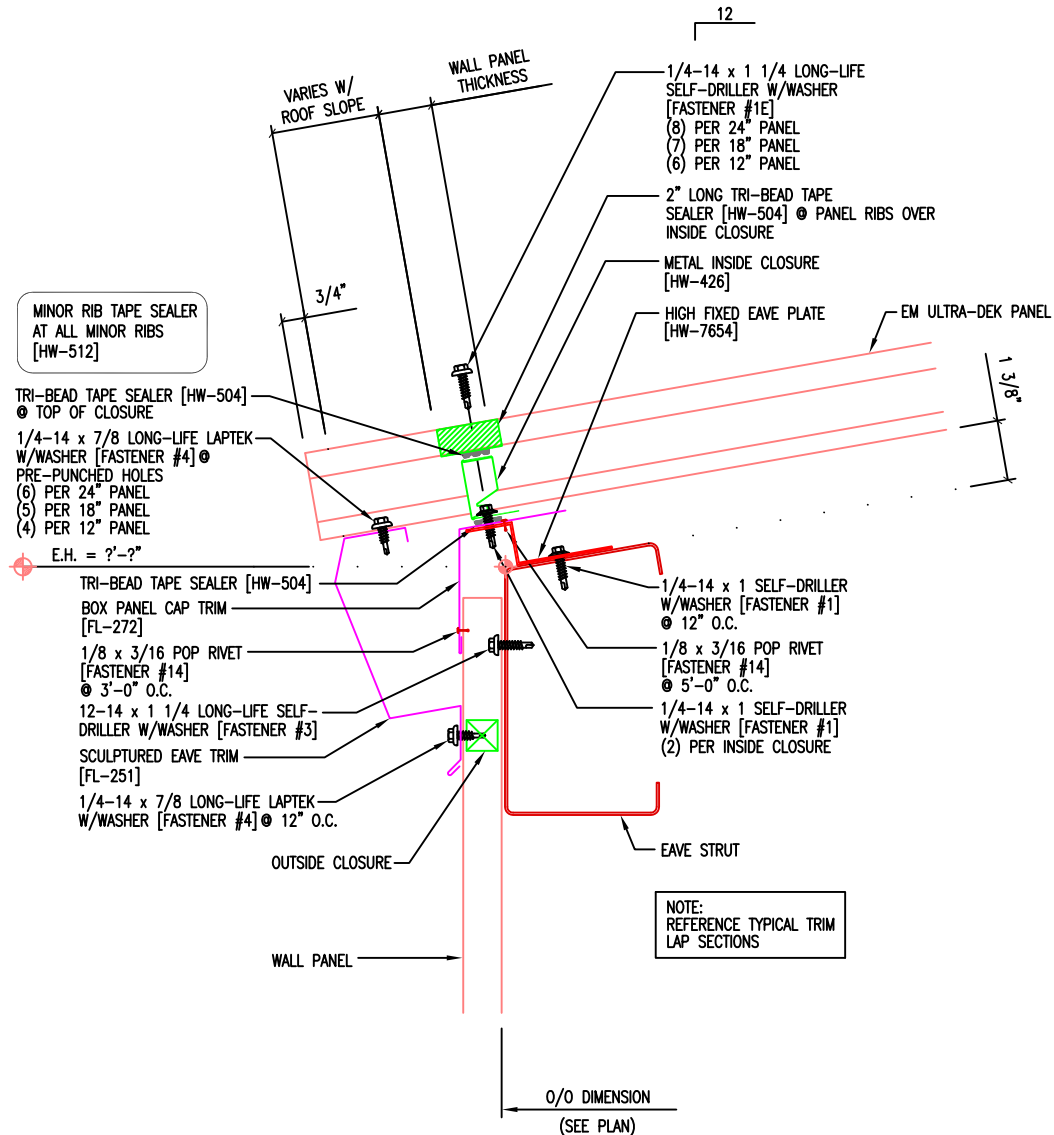 12
VARIES W/
ROOF SLOPE
WALL PANEL
THICKNESS
1/4-14 x 1 1/4 LONG-LIFE
SELF-DRILLER W/WASHER
[FASTENER #1E]
(8) PER 24" PANEL
(7) PER 18" PANEL
(6) PER 12" PANEL
2" LONG TRI-BEAD TAPE
SEALER [HW-504] @ PANEL RIBS OVER
INSIDE CLOSURE
METAL INSIDE CLOSURE
[HW-426]
HIGH FIXED EAVE PLATE
[HW-7654]
EM ULTRA-DEK PANEL
1 3/8"
3/4"
MINOR RIB TAPE SEALER
AT ALL MINOR RIBS
[HW-512]
TRI-BEAD TAPE SEALER [HW-504]
@ TOP OF CLOSURE
1/4-14 x 7/8 LONG-LIFE LAPTEK
W/WASHER [FASTENER #4] @
PRE-PUNCHED HOLES
(6) PER 24" PANEL
(5) PER 18" PANEL
(4) PER 12" PANEL
E.H. = ?'-?"
TRI-BEAD TAPE SEALER [HW-504]
BOX PANEL CAP TRIM
[FL-272]
1/8 x 3/16 POP RIVET
[FASTENER #14]
@ 3'-0" O.C.
12-14 x 1 1/4 LONG-LIFE SELF-
DRILLER W/WASHER [FASTENER #3]
SCULPTURED EAVE TRIM
[FL-251]
1/4-14 x 7/8 LONG-LIFE LAPTEK
W/WASHER [FASTENER #4] @ 12" O.C.
OUTSIDE CLOSURE
WALL PANEL
1/4-14 x 1 SELF-DRILLER
W/WASHER [FASTENER #1]
@ 12" O.C.
1/8 x 3/16 POP RIVET
[FASTENER #14]
@ 5'-0" O.C.
1/4-14 x 1 SELF-DRILLER
W/WASHER [FASTENER #1]
(2) PER INSIDE CLOSURE
EAVE STRUT
NOTE:
REFERENCE TYPICAL TRIM
LAP SECTIONS
O/O DIMENSION
(SEE PLAN)